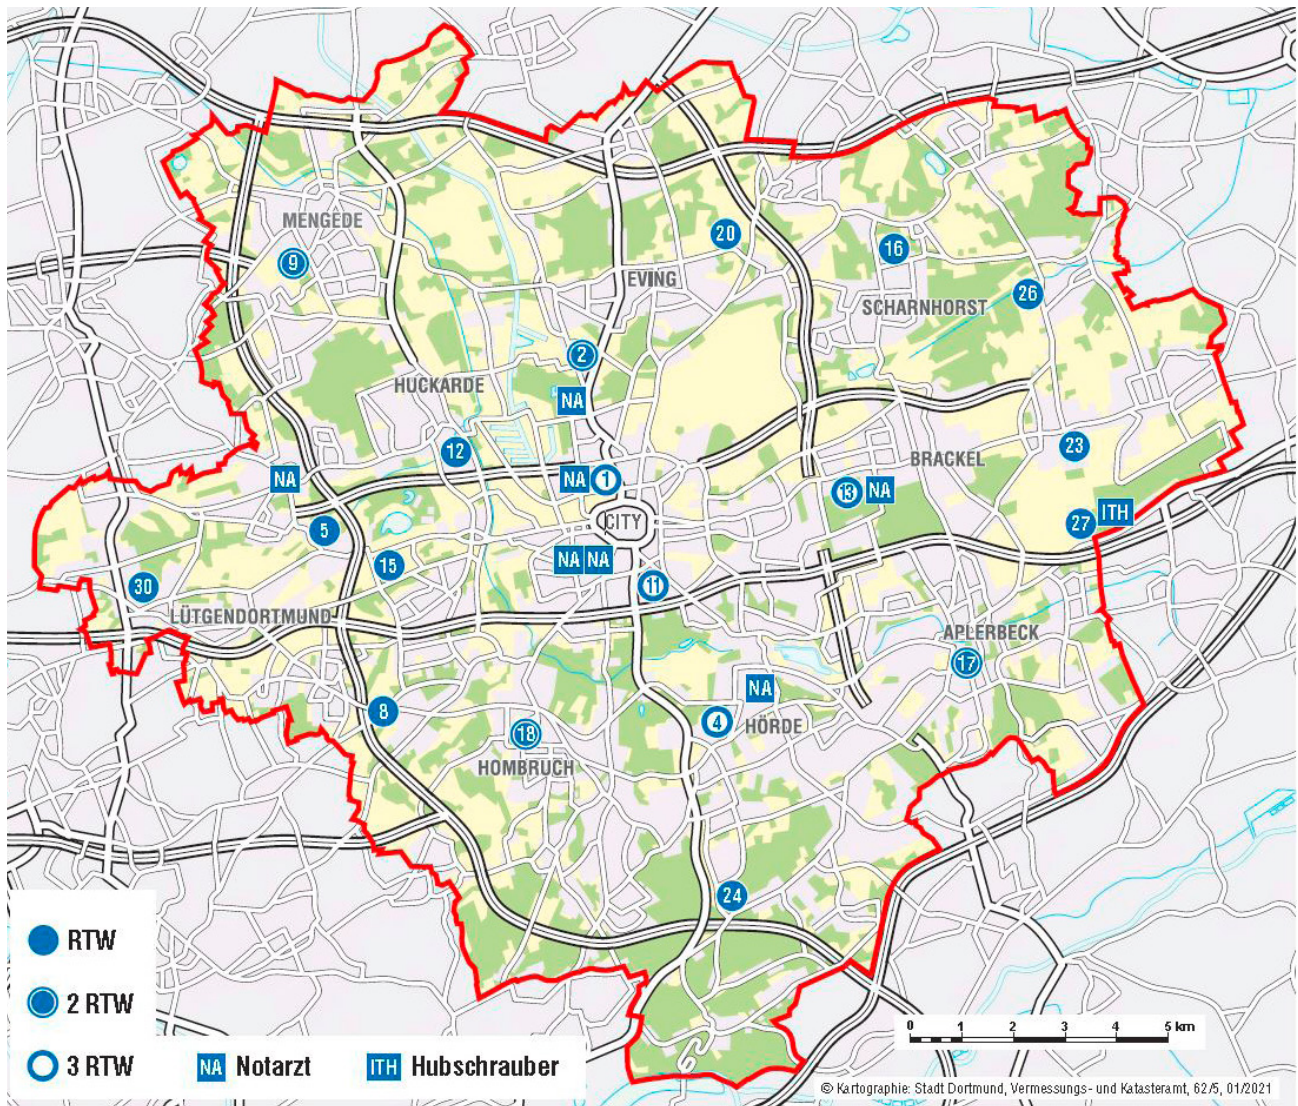 MENGEDE
20
16
9
EVING
26
SCHARNHORST
2
HUCKARDE
NA
12
23
BRACKEL
NA
NA 1
13 NA
ITH
5
CITY
27
15
NA NA
30
11
LÜTGENDORTMUND
APLERBECK
17
NA
8
4
18
HÖRDE
HOMBRUCH
24
RTW
2 RTW
3 RTW
NA Notarzt
ITH Hubschrauber
0 1 2 3 4 5 km
© Kartographie: Stadt Dortmund, Vermessungs- und Katasteramt, 62/5, 01/2021